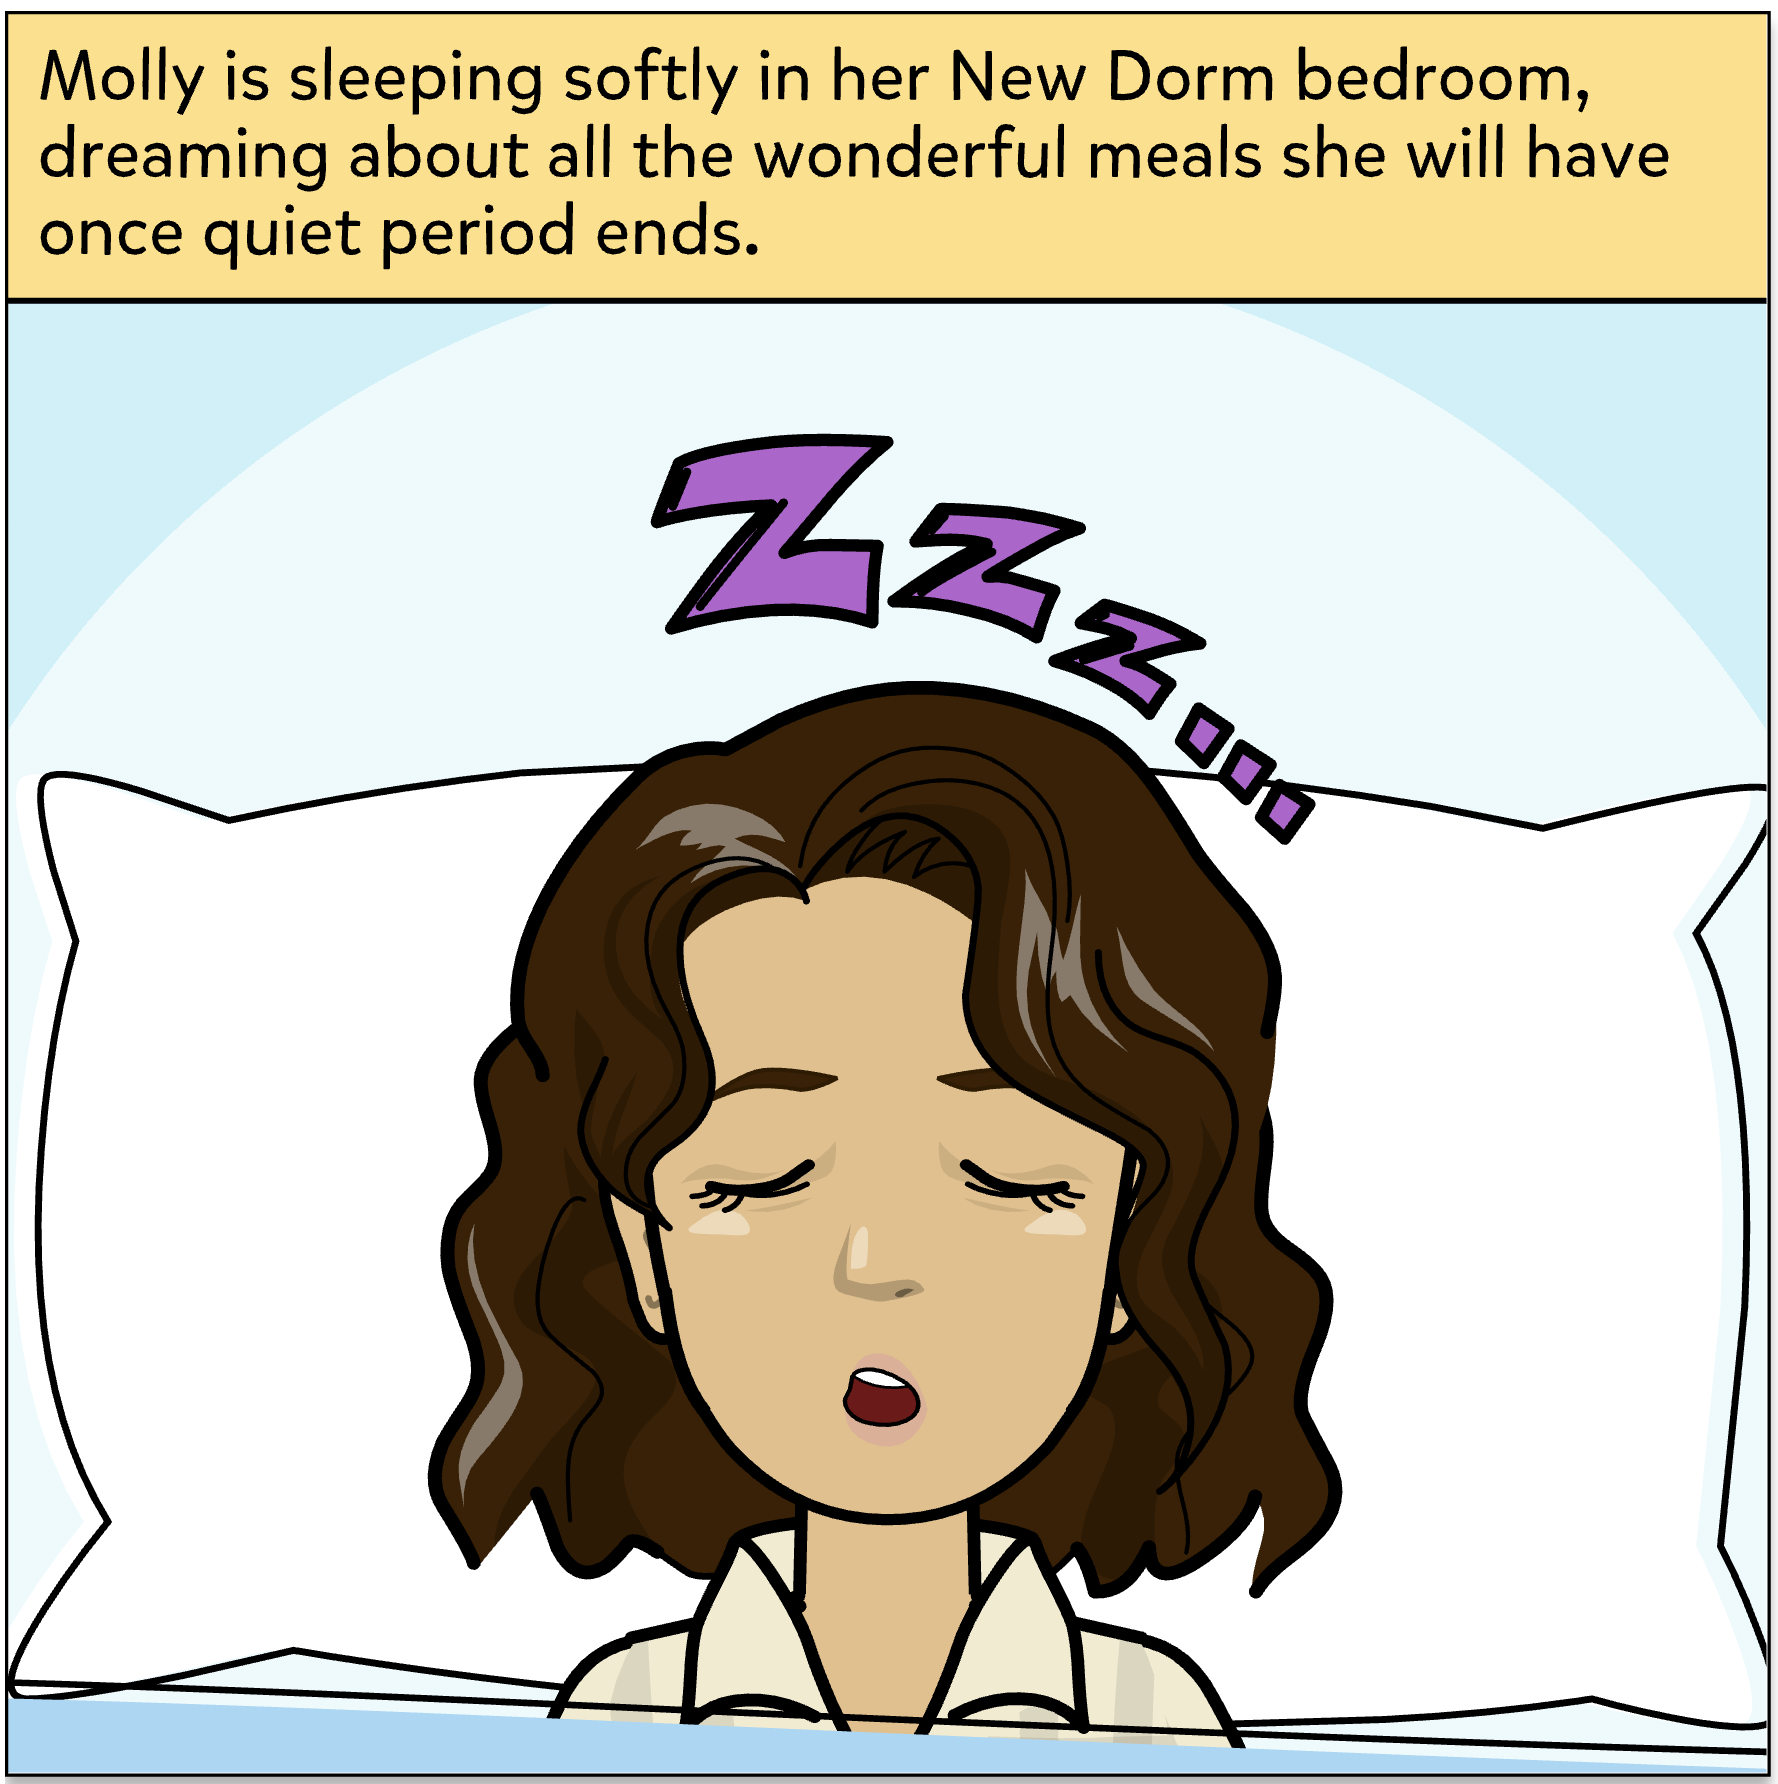 Molly is sleeping softly in her New Dorm bedroom,
dreaming about all the wonderful meals she will have
once quiet period ends.
Zzz...